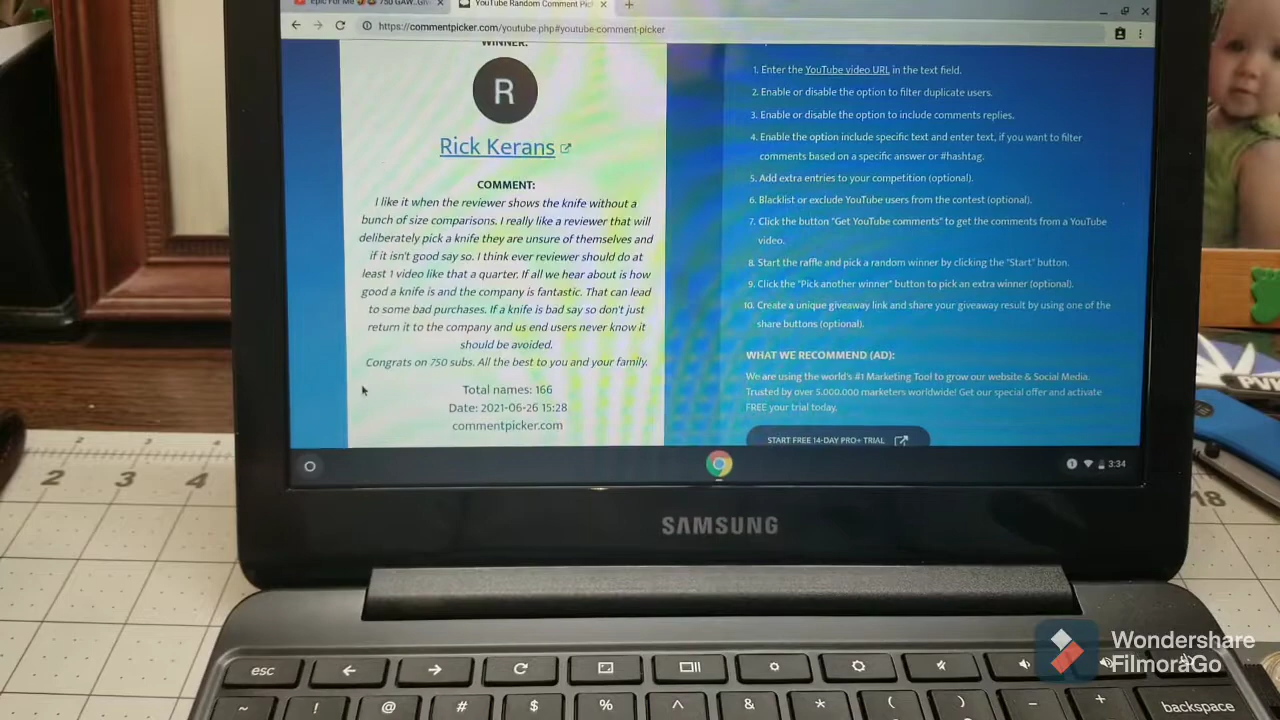 Epic For Me
750 GAW..Giv
YouTube Random Comment Pic
https://commentpicker.com/youtube.php#youtube-comment-picker
WINNER:
R
Rick Kerans
COMMENT:
I like it when the reviewer shows the knife without a
bunch of size comparisons. I really like a reviewer that will
deliberately pick a knife they are unsure of themselves and
if it isn't good say so. I think ever reviewer should do at
least 1 video like that a quarter. If all we hear about is how
good a knife is and the company is fantastic. That can lead
to some bad purchases. If a knife is bad say so don't just
return it to the company and us end users never know it
should be avoided.
Congrats on 750 subs. All the best to you and your family.
Total names: 166
Date: 2021-06-26 15:28
commentpicker.com
1. Enter the YouTube video URL in the text field.
2. Enable or disable the option to filter duplicate users.
3. Enable or disable the option to include comments replies.
4. Enable the option include specific text and enter text, if you want to filter
comments based on a specific answer or #hashtag.
5. Add extra entries to your competition (optional).
6. Blacklist or exclude YouTube users from the contest (optional).
7. Click the button "Get YouTube comments" to get the comments from a YouTube
video.
8. Start the raffle and pick a random winner by clicking the "Start" button.
9. Click the "Pick another winner" button to pick an extra winner (optional).
10. Create a unique giveaway link and share your giveaway result by using one of the
share buttons (optional).
WHAT WE RECOMMEND (AD):
We are using the world's #1 Marketing Tool to grow our website & Social Media.
Trusted by over 5.000.000 marketers worldwide! Get our special offer and activate
FREE your trial today.
START FREE 14-DAY PRO+ TRIAL
1 3:34
SAMSUNG
2 3 4
2 3 4
18
PVK
esc
~ ! @ # $ % ^ & * ( ) - + backspace
Wondershare
FilmoraGo